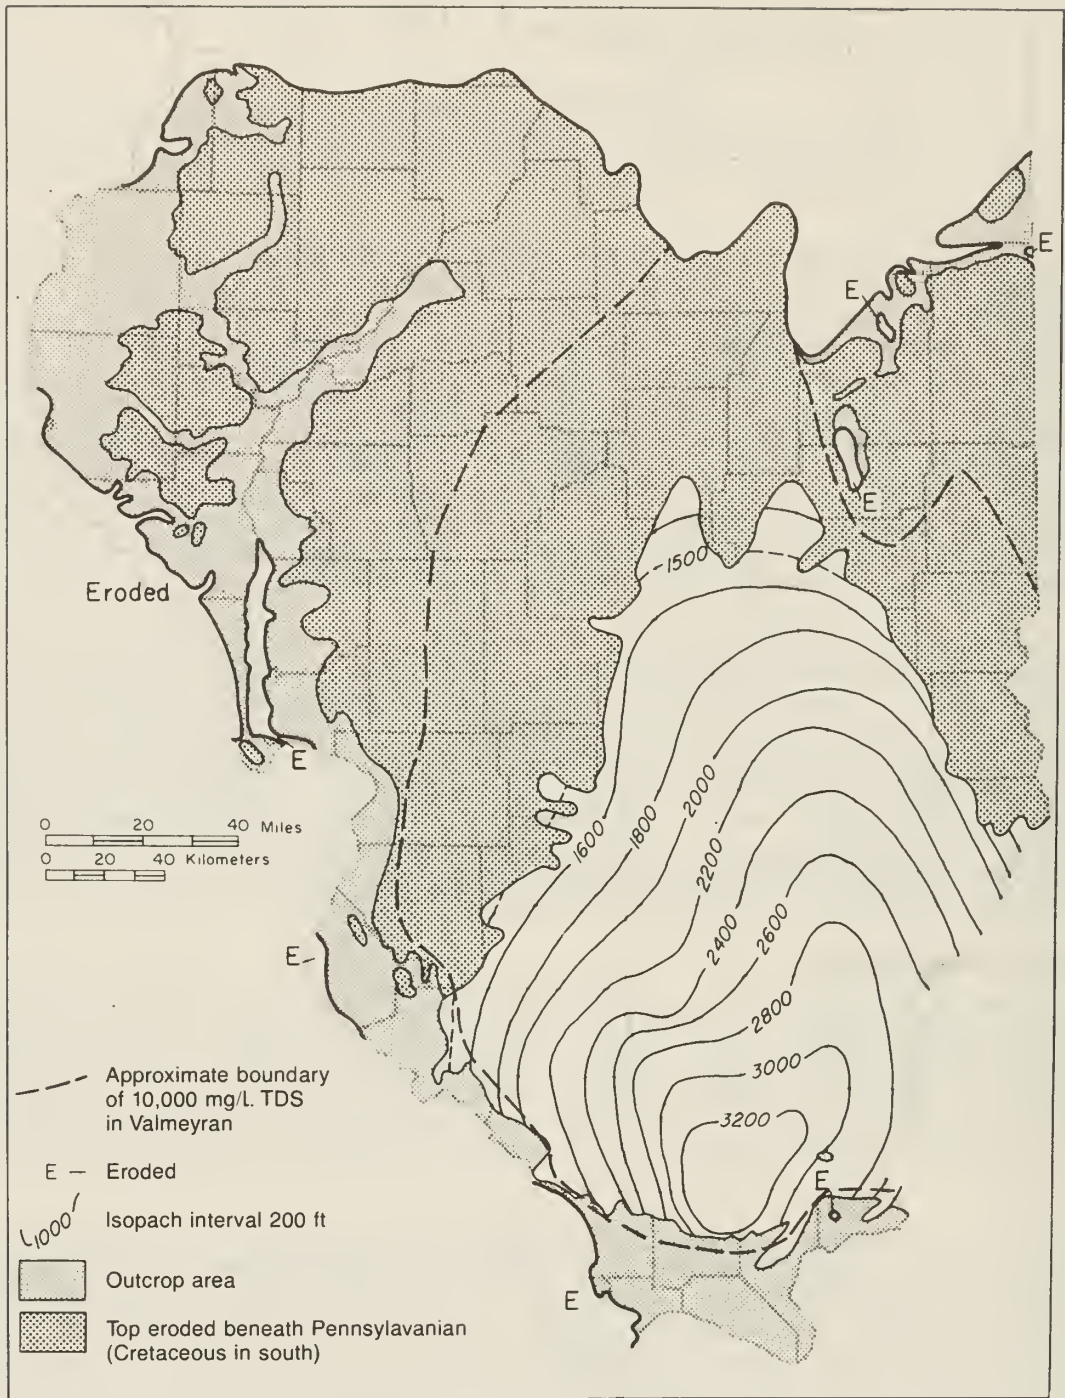 E
E
E
-1500
Eroded
E
0 20 40 Miles
0 20 40 Kilometers
1600
1800
2000
2200
2400
2600
2800
3000
3200
E
E
E
Approximate boundary
of 10,000 mg/L. TDS
in Valmeyran
E – Eroded
1000
Isopach interval 200 ft
Outcrop area
Top eroded beneath Pennsylavanian
(Cretaceous in south)